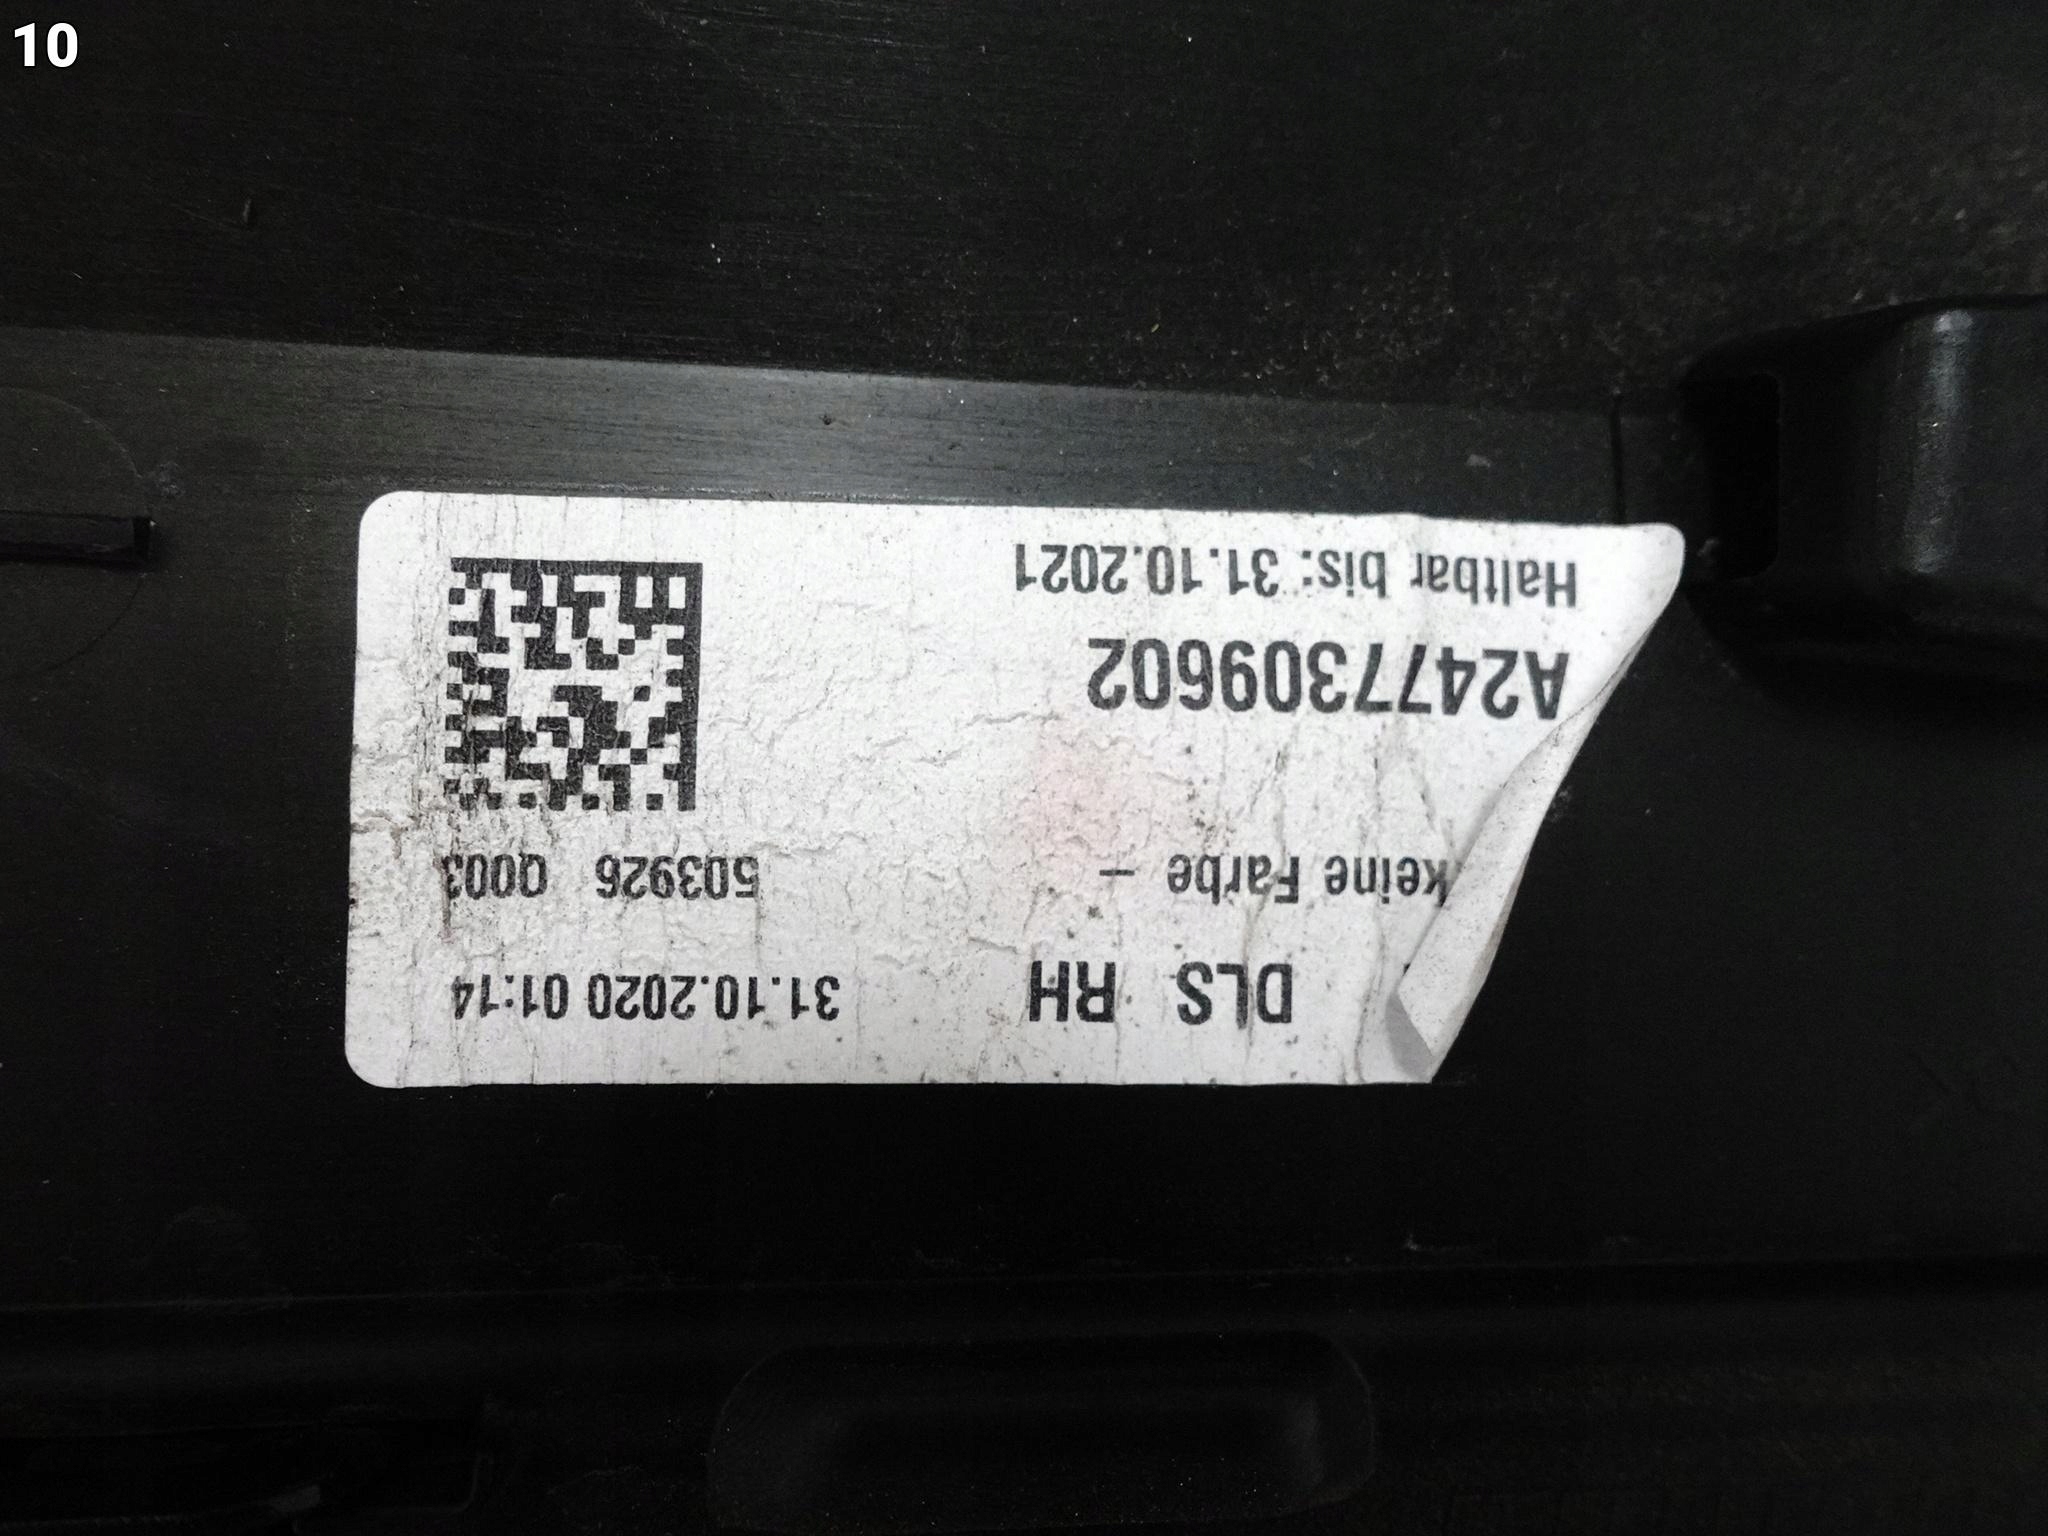 10
DLS RH 31.10.2020 01:14
keine Farbe – 503926 Q003
A2477309602
Haltbar bis: 31.10.2021